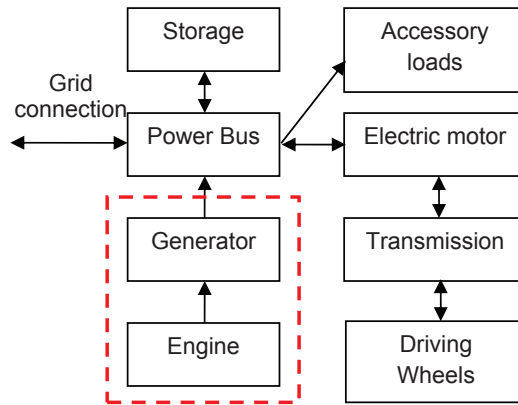 Storage
Accessory
loads
Grid
connection
Power Bus
Electric motor
Generator
Transmission
Engine
Driving
Wheels